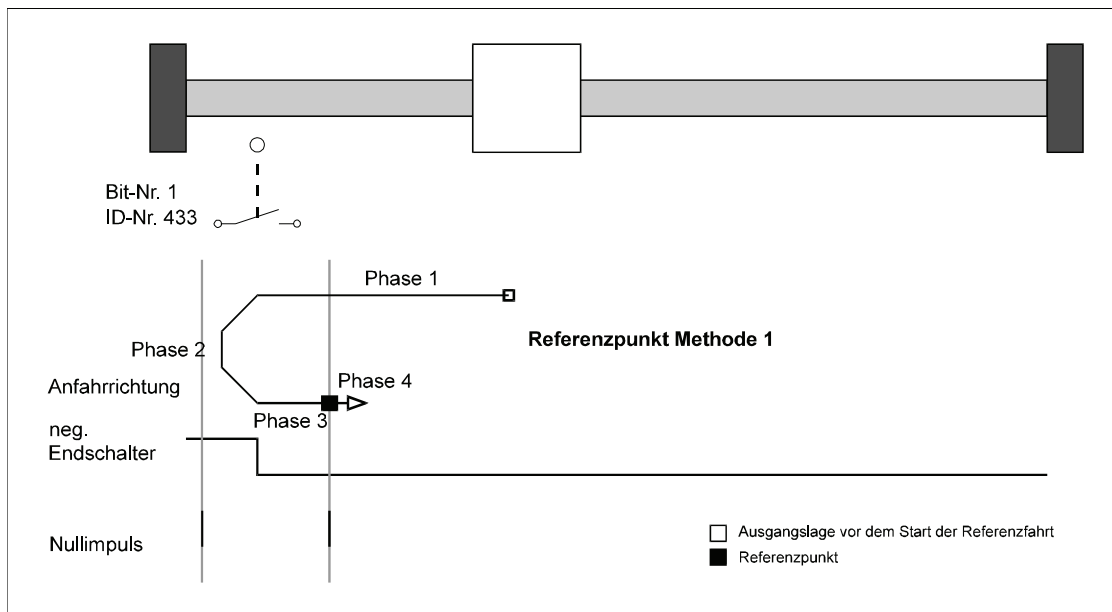 Bit-Nr. 1
ID-Nr. 433
Phase 1
Referenzpunkt Methode 1
Phase 2
Phase 4
Anfahrrichtung
Phase 3
neg.
Endschalter
Ausgangslage vor dem Start der Referenzfahrt
Nullimpuls
Referenzpunkt